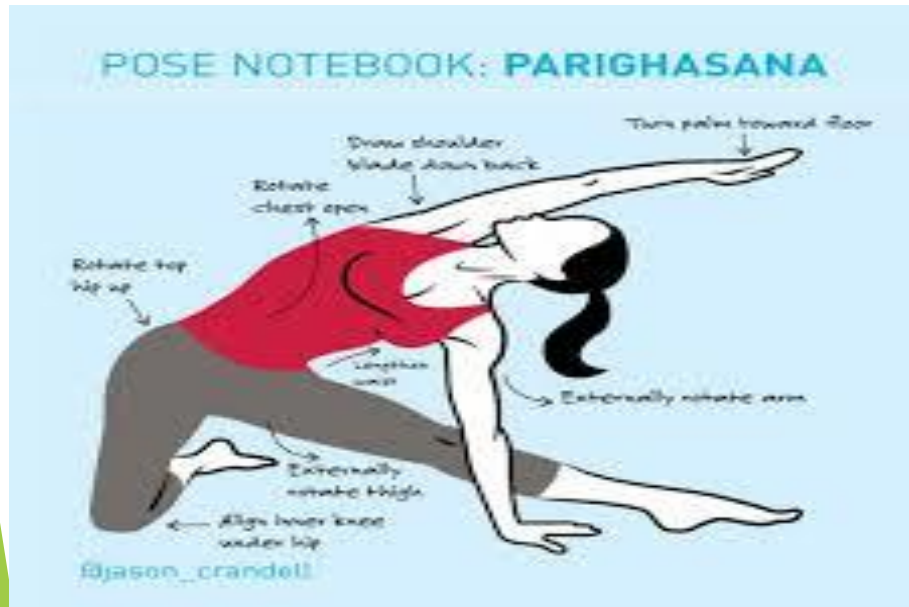 POSE NOTEBOOK: PARIGHASANA
Turn palm toward floor
Draw shoulder
blade down back
Rotate
chest open
Rotate top
hip up
Lengthen
waist
Externally rotate arm
Externally
rotate thigh
Align inner knee
under hip
@jason_crandell